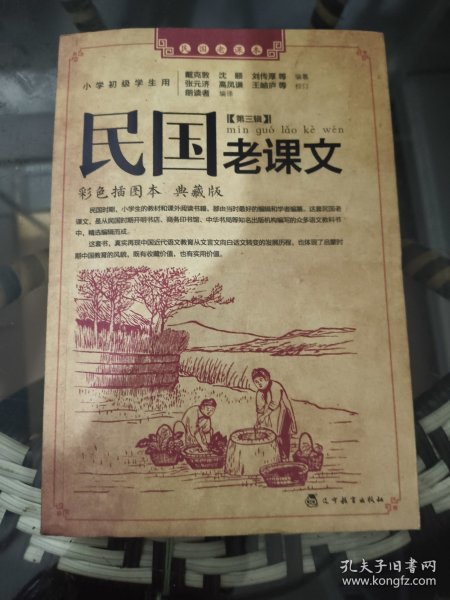 民国老课本
小学初级学生用
戴克敦 沈颐 刘传厚 等 编著
张元济 高凤谦 王岫庐 等 校订
朗读者 编译
【第三辑】
mín guó lǎo kè wén
民国老课文
彩色插图本 典藏版
民国时期，小学生的教材和课外阅读书籍，都由当时最好的编辑和学者编纂。这套民国老
课文，是从民国时期开明书店、商务印书馆、中华书局等知名出版机构编写的众多语文教科书
中，精选编辑而成。
这套书，真实再现中国近代语文教育从文言文向白话文转变的发展历程，也体现了启蒙时
期中国教育的风貌，既有收藏价值，也有实用价值。
辽宁教育出版社
孔夫子旧书网
www.kongfz.com